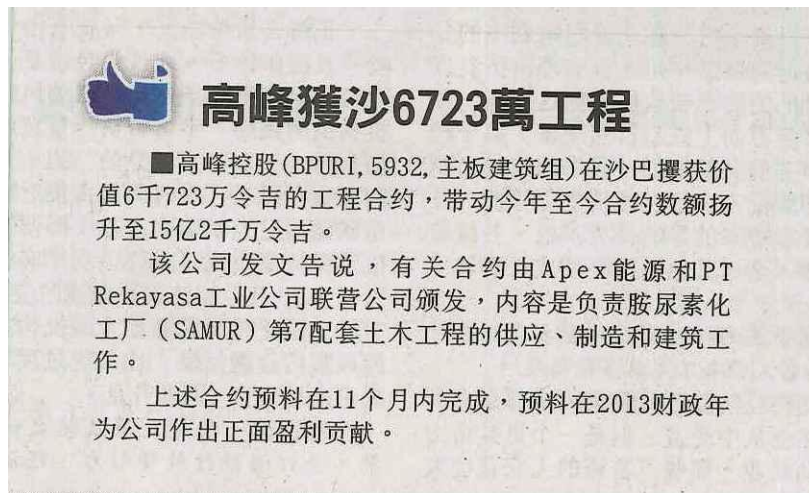 高峰獲沙6723萬工程
■高峰控股(BPURI, 5932, 主板建筑组)在沙巴攫获价
值6千723万令吉的工程合约，带动今年至今合约数额扬
升至15亿2千万令吉。
该公司发文告说，有关合约由Apex能源和PT
Rekayasa工业公司联营公司颁发，内容是负责胺尿素化
工厂（SAMUR）第7配套土木工程的供应、制造和建筑工
作。
上述合约预料在11个月内完成，预料在2013财政年
为公司作出正面盈利贡献。